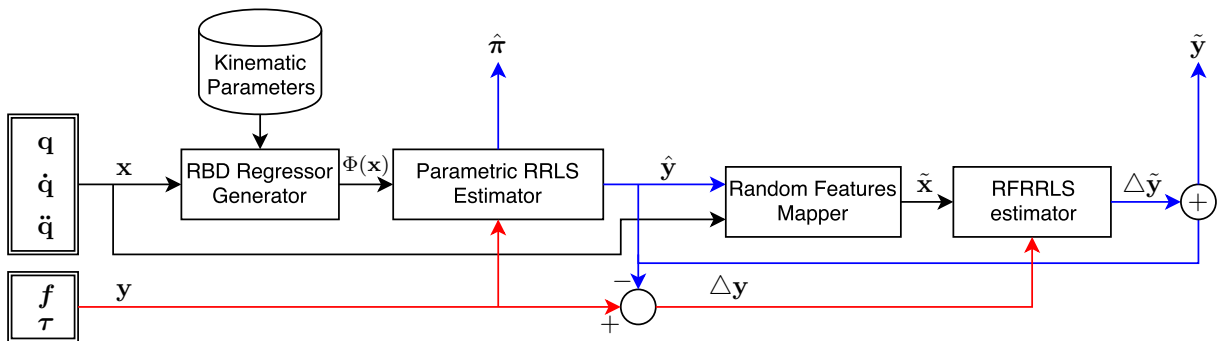 Kinematic
Parameters
π̂
ỹ
q
q̇
q̈
x
RBD Regressor
Generator
Φ(x)
Parametric RRLS
Estimator
ŷ
Random Features
Mapper
x̃
RFRRLS
estimator
△ỹ
+
f
τ
y
−
+
△y